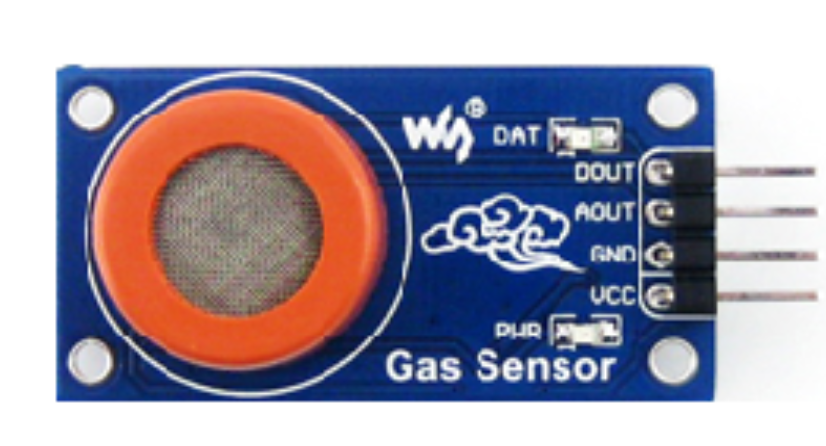 DAT
DOUT
AOUT
GND
VCC
PWR
Gas Sensor